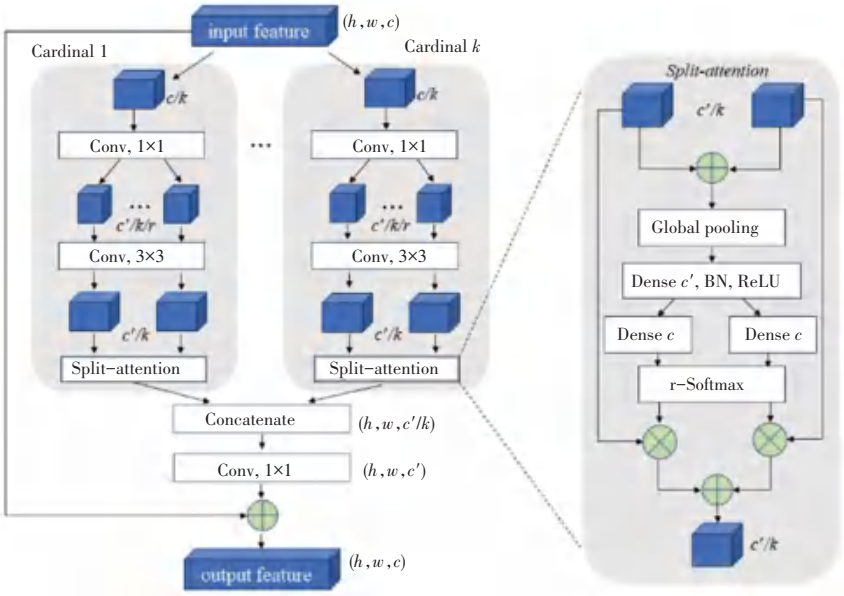 input feature
(h,w,c)
Cardinal 1
Cardinal k
c/k
c/k
Conv, 1×1
...
Conv, 1×1
...
...
c'/k/r
c'/k/r
Conv, 3×3
Conv, 3×3
c'/k
c'/k
Split-attention
Split-attention
Concatenate
(h,w,c'/k)
Conv, 1×1
(h,w,c')
output feature
(h,w,c)
Split-attention
c'/k
Global pooling
Dense c', BN, ReLU
Dense c
Dense c
r-Softmax
c'/k